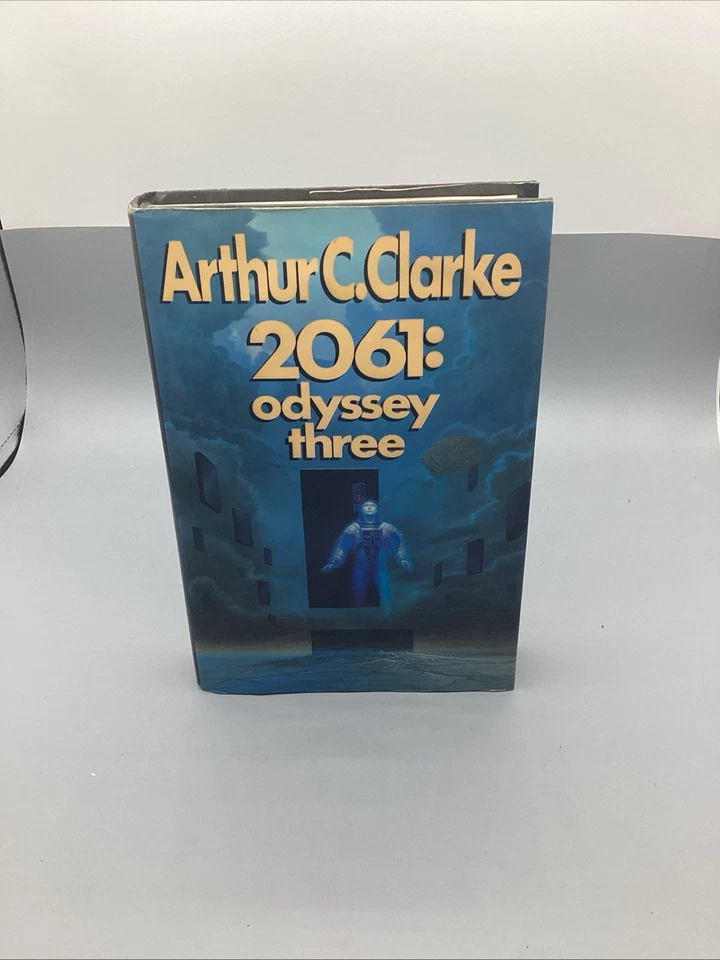 Arthur C. Clarke
2061:
odyssey
three